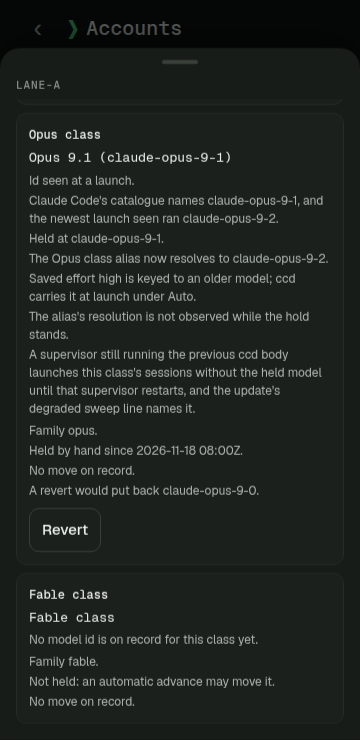 ‹ ❯ Accounts
LANE-A
Opus class
Opus 9.1 (claude-opus-9-1)
Id seen at a launch.
Claude Code's catalogue names claude-opus-9-1, and
the newest launch seen ran claude-opus-9-2.
Held at claude-opus-9-1.
The Opus class alias now resolves to claude-opus-9-2.
Saved effort high is keyed to an older model; ccd
carries it at launch under Auto.
The alias's resolution is not observed while the hold
stands.
A supervisor still running the previous ccd body
launches this class's sessions without the held model
until that supervisor restarts, and the update's
degraded sweep line names it.
Family opus.
Held by hand since 2026-11-18 08:00Z.
No move on record.
A revert would put back claude-opus-9-0.
Revert
Fable class
Fable class
No model id is on record for this class yet.
Family fable.
Not held: an automatic advance may move it.
No move on record.